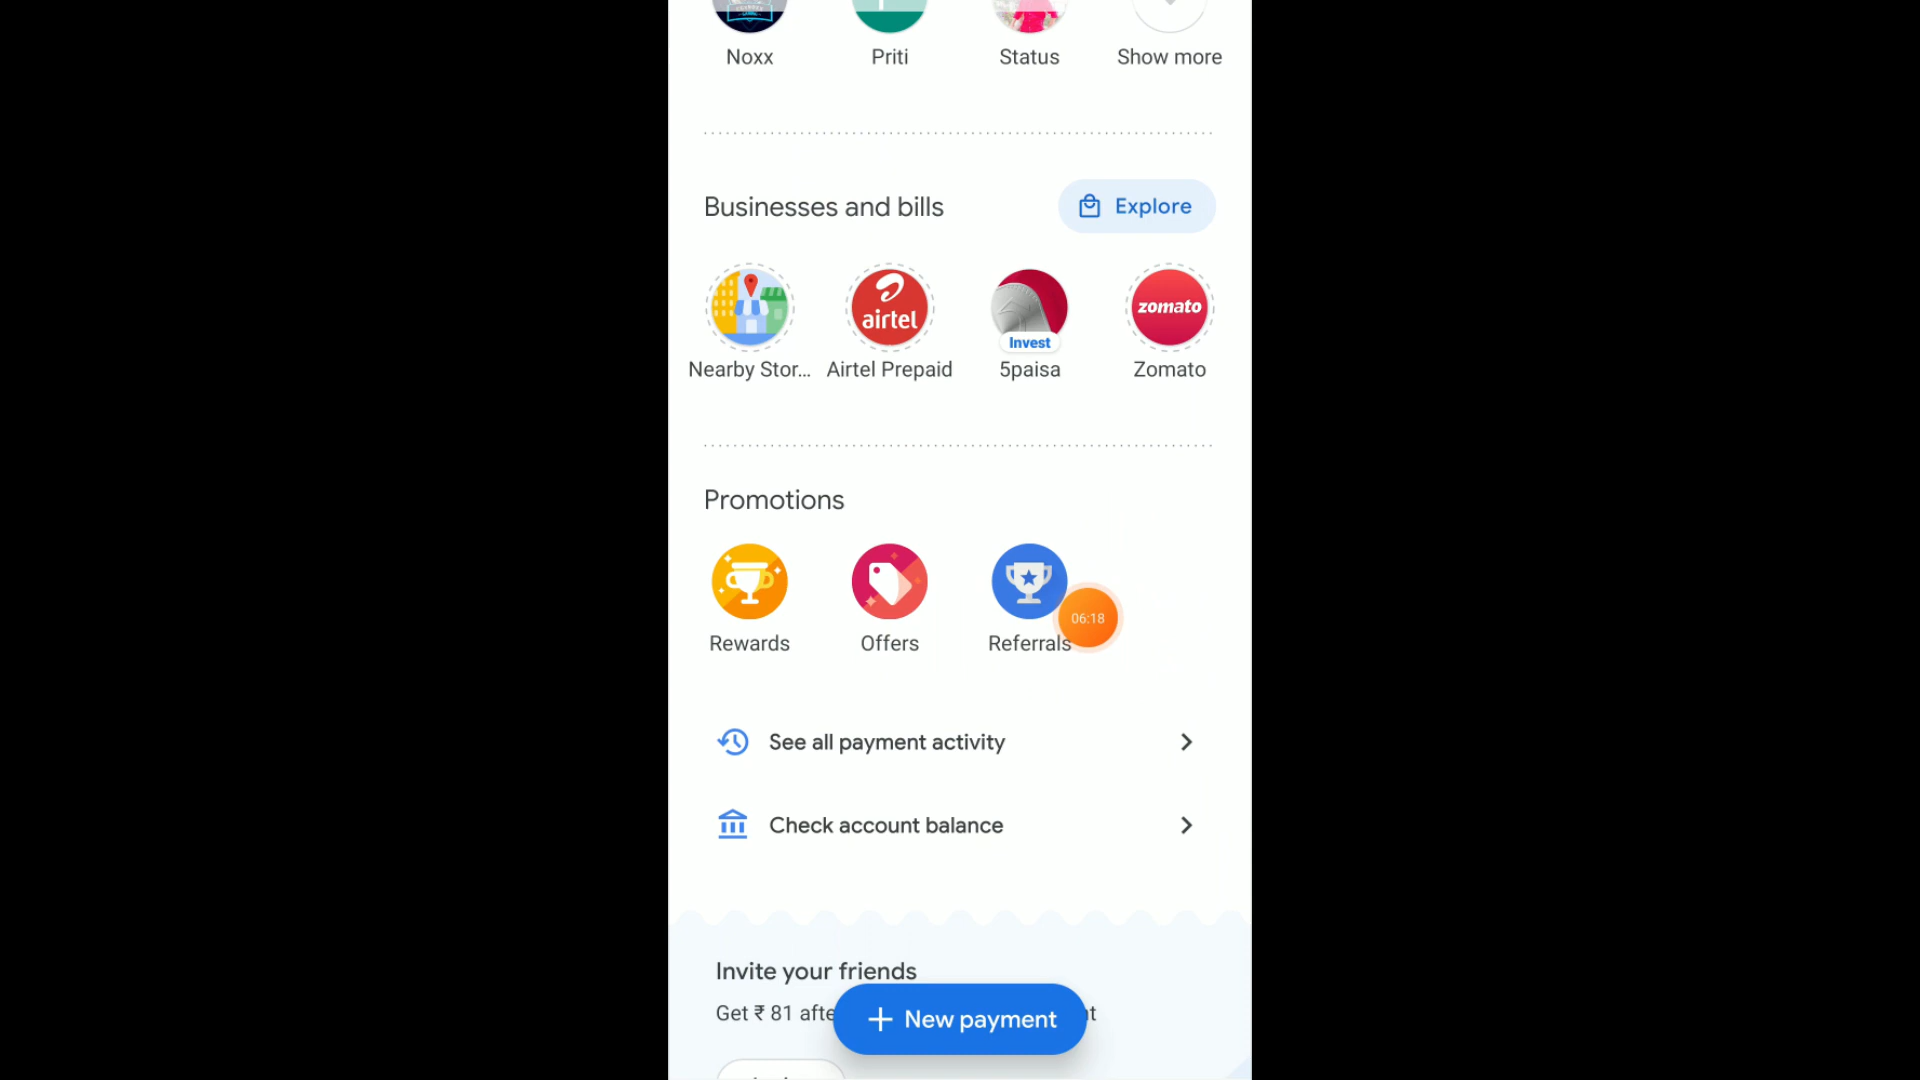 Noxx Priti Status Show more
Businesses and bills Explore
airtel Invest zomato
Nearby Stor... Airtel Prepaid 5paisa Zomato
Promotions
06:18
Rewards Offers Referrals
See all payment activity
Check account balance
Invite your friends
Get ₹ 81 afte
New payment